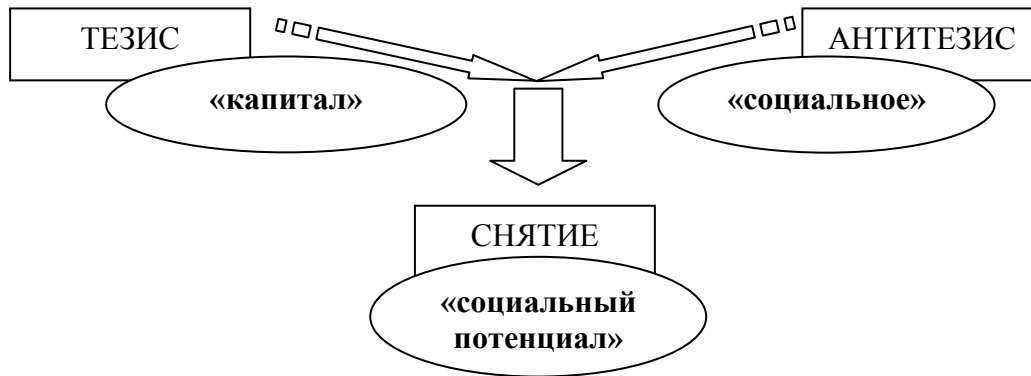 ТЕЗИС
АНТИТЕЗИС
«капитал»
«социальное»
СНЯТИЕ
«социальный
потенциал»